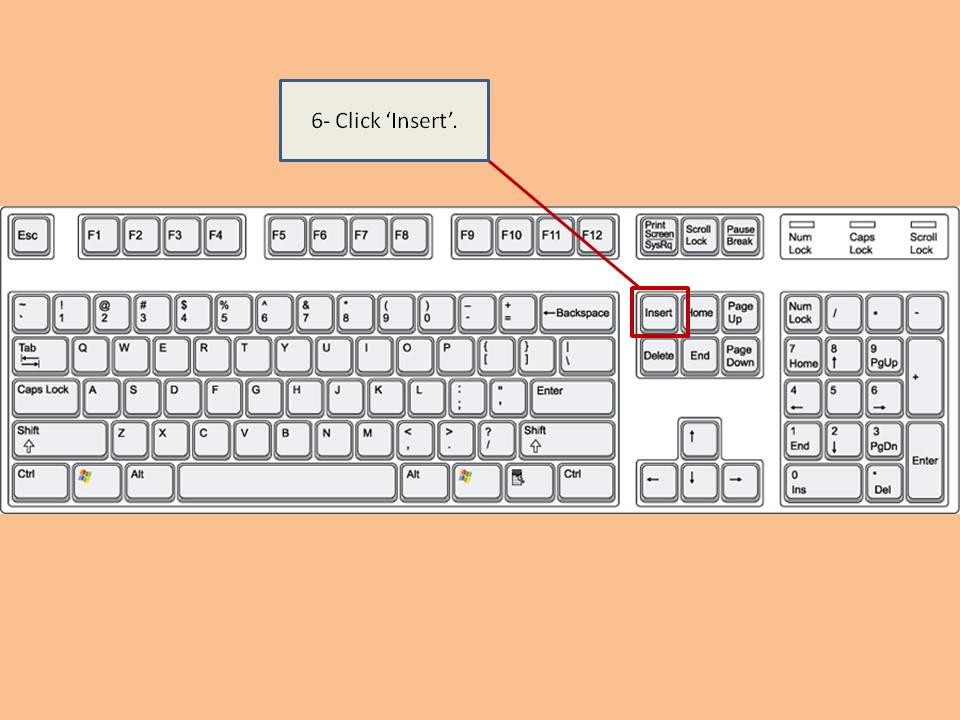 6- Click ‘Insert’.
Esc F1 F2 F3 F4 F5 F6 F7 F8 F9 F10 F11 F12
Print Screen SysRq
Scroll Lock
Pause Break
Num Lock
Caps Lock
Scroll Lock
~ `
! 1
@ 2
# 3
$ 4
% 5
^ 6
& 7
* 8
( 9
) 0
– -
+ =
←Backspace
Insert
Home
Page Up
Num Lock
/
*
-
Tab
Q W E R T Y U I O P
{ [
} ]
| \
Delete
End
Page Down
7 Home
8 ↑
9 PgUp
+
Caps Lock
A S D F G H J K L
: ;
" '
Enter
4 ←
5
6 →
Shift
Z X C V B N M
< ,
> .
? /
Shift
↑
1 End
2 ↓
3 PgDn
Enter
Ctrl
Alt
Alt
Ctrl
← ↓ →
0 Ins
. Del